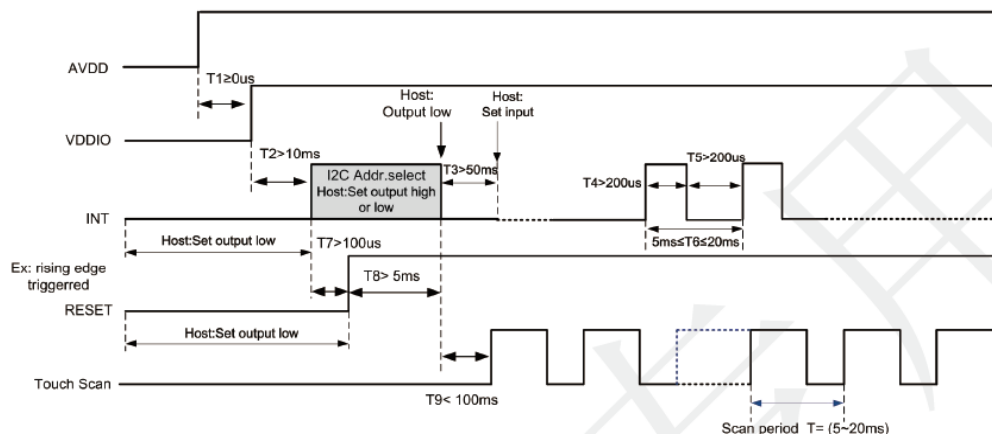 AVDD
T1≥0us
Host:
Output low
Host:
Set input
VDDIO
T2>10ms
I2C Addr.select
Host:Set output high
or low
T3>50ms
T4>200us
T5>200us
INT
Host:Set output low
T7>100us
5ms≤T6≤20ms
Ex: rising edge
triggerred
T8> 5ms
RESET
Host:Set output low
Touch Scan
T9< 100ms
Scan period T= (5~20ms)